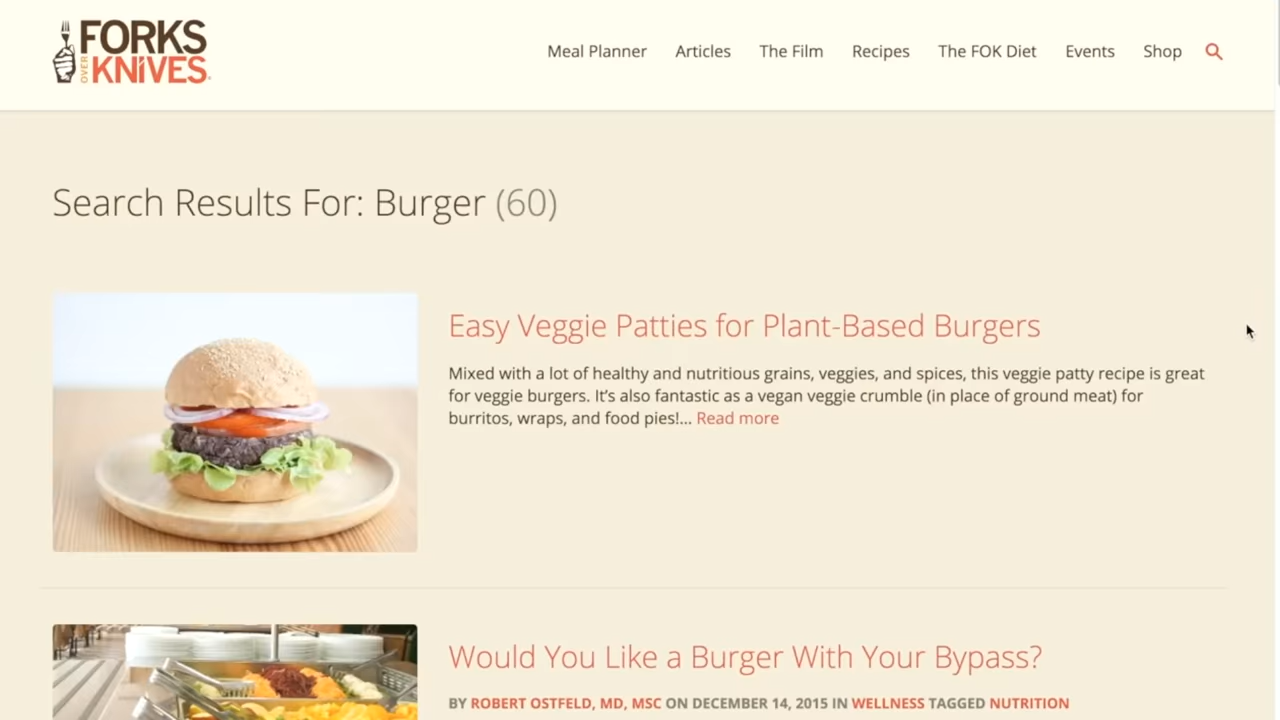 FORKS
OVER
KNIVES
Meal Planner Articles The Film Recipes The FOK Diet Events Shop
Search Results For: Burger (60)
Easy Veggie Patties for Plant-Based Burgers
Mixed with a lot of healthy and nutritious grains, veggies, and spices, this veggie patty recipe is great
for veggie burgers. It’s also fantastic as a vegan veggie crumble (in place of ground meat) for
burritos, wraps, and food pies!... Read more
Would You Like a Burger With Your Bypass?
BY ROBERT OSTFELD, MD, MSC ON DECEMBER 14, 2015 IN WELLNESS TAGGED NUTRITION